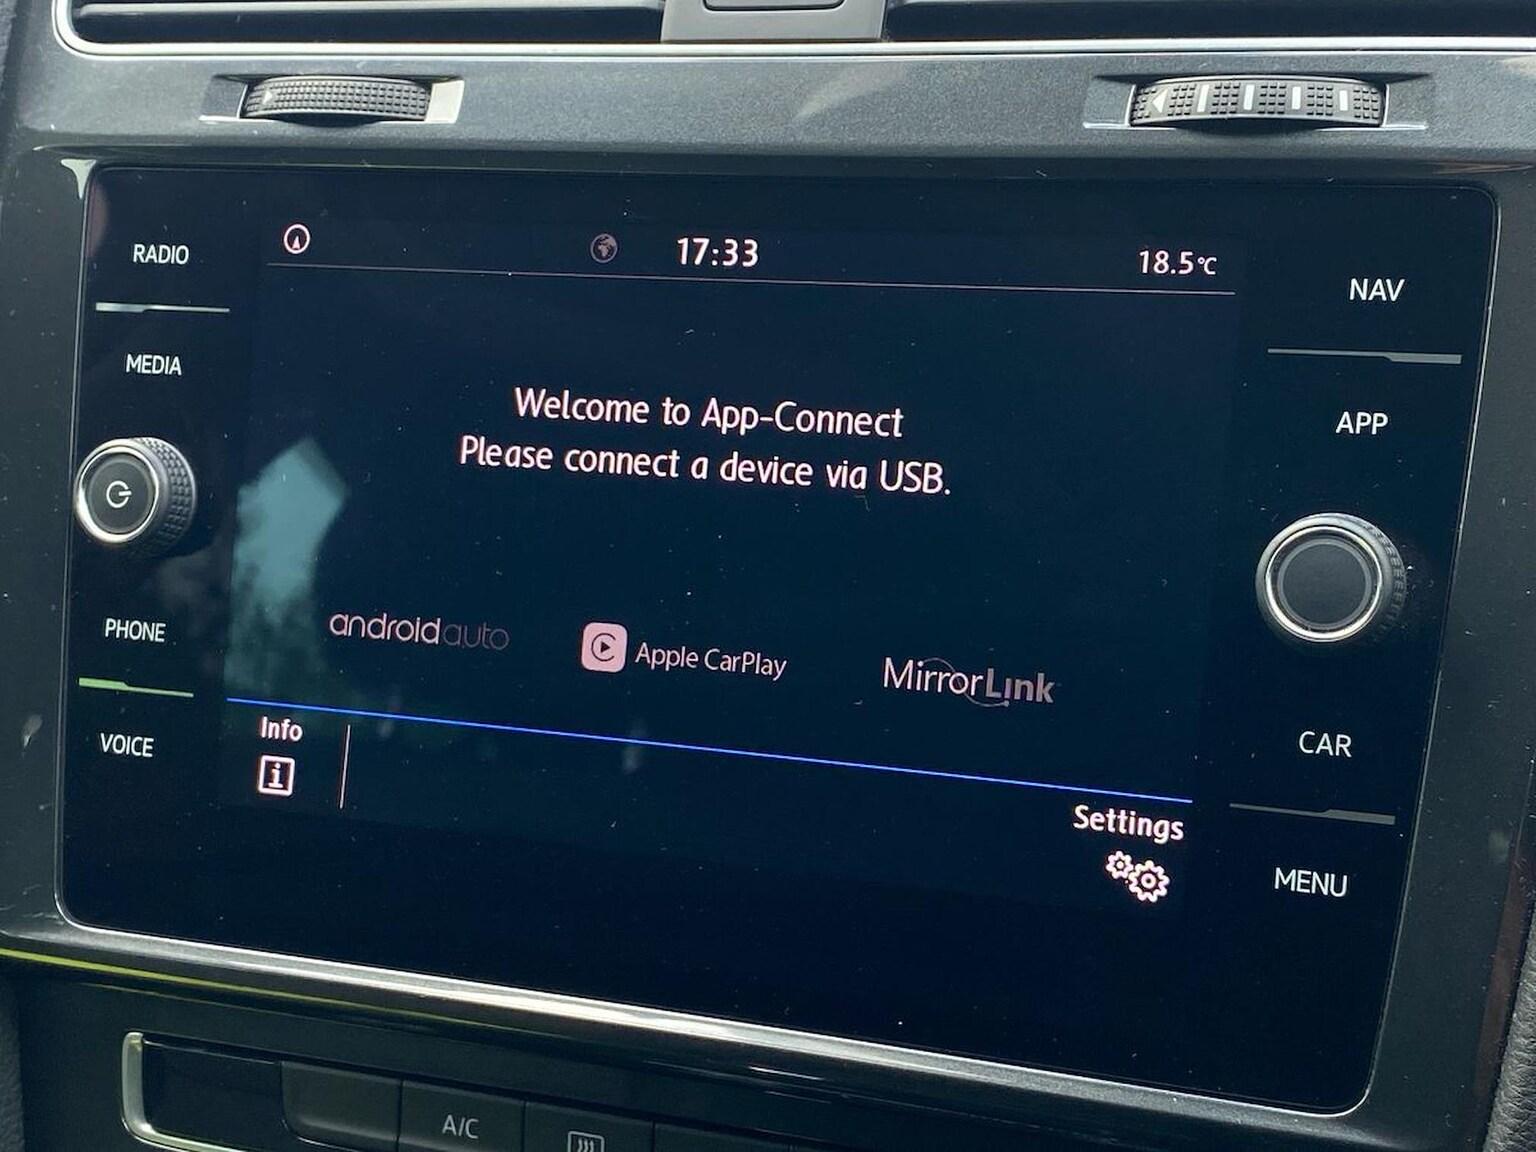 RADIO
MEDIA
PHONE
VOICE
17:33
18.5°C
Welcome to App-Connect
Please connect a device via USB.
androidauto
Apple CarPlay
MirrorLink
Info
i
Settings
NAV
APP
CAR
MENU
A/C